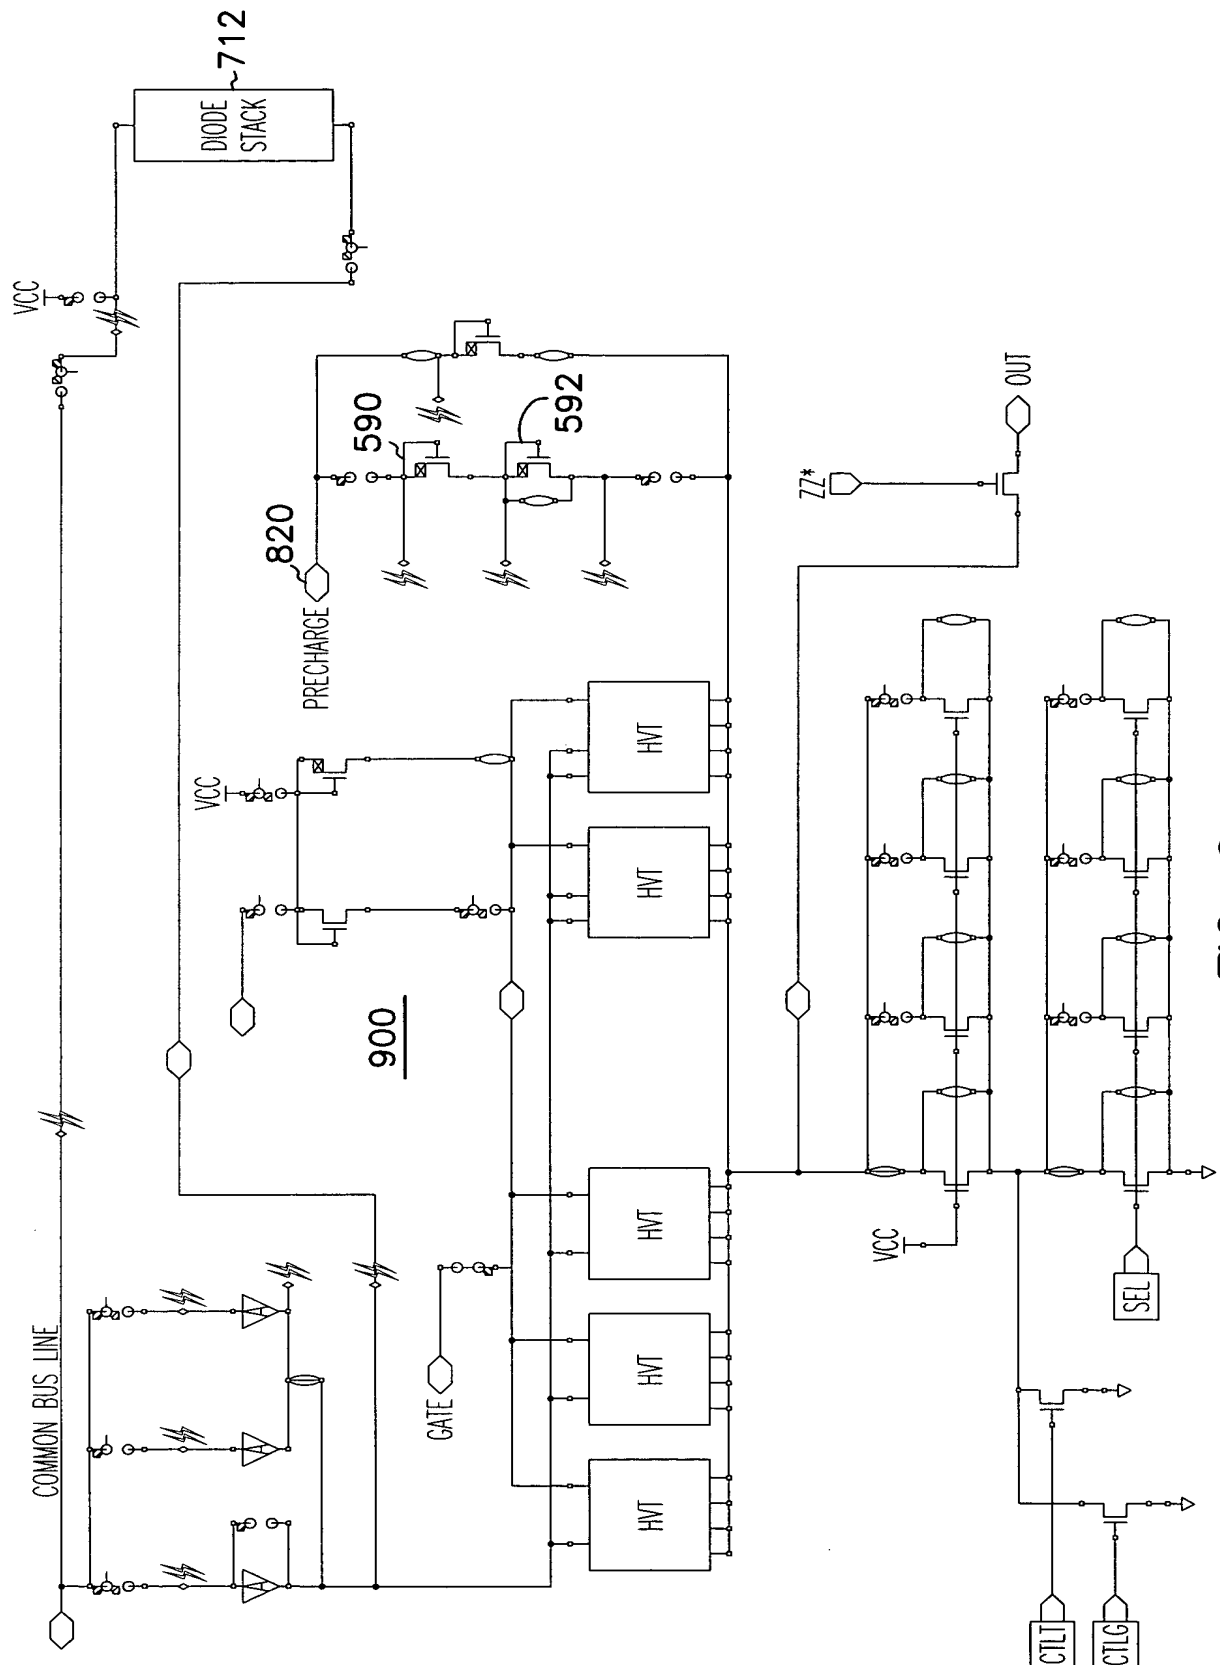 COMMON BUS LINE
VCC
DIODE
STACK
712
VCC
PRECHARGE
820
590
592
900
GATE
HVT
HVT
HVT
HVT
HVT
ZZ*
OUT
VCC
SEL
CTLT
CTLG